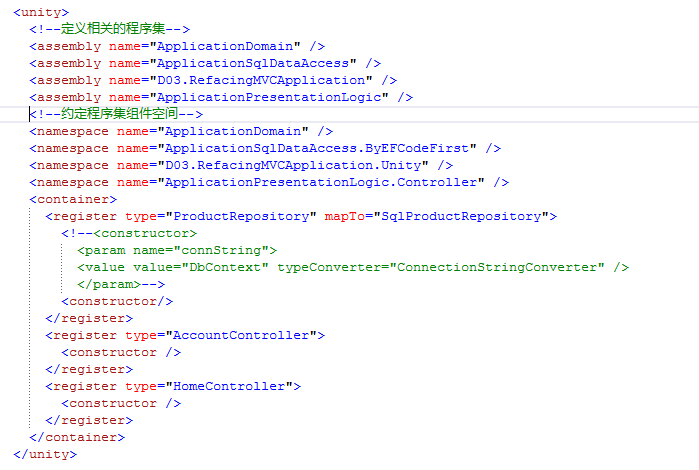 <unity>
<!--定义相关的程序集-->
<assembly name="ApplicationDomain" />
<assembly name="ApplicationSqlDataAccess" />
<assembly name="D03.RefacingMVCApplication" />
<assembly name="ApplicationPresentationLogic" />
<!--约定程序集组件空间-->
<namespace name="ApplicationDomain" />
<namespace name="ApplicationSqlDataAccess.ByEFCodeFirst" />
<namespace name="D03.RefacingMVCApplication.Unity" />
<namespace name="ApplicationPresentationLogic.Controller" />
<container>
<register type="ProductRepository" mapTo="SqlProductRepository">
<!--<constructor>
<param name="connString">
<value value="DbContext" typeConverter="ConnectionStringConverter" />
</param>-->
<constructor/>
</register>
<register type="AccountController">
<constructor />
</register>
<register type="HomeController">
<constructor />
</register>
</container>
</unity>